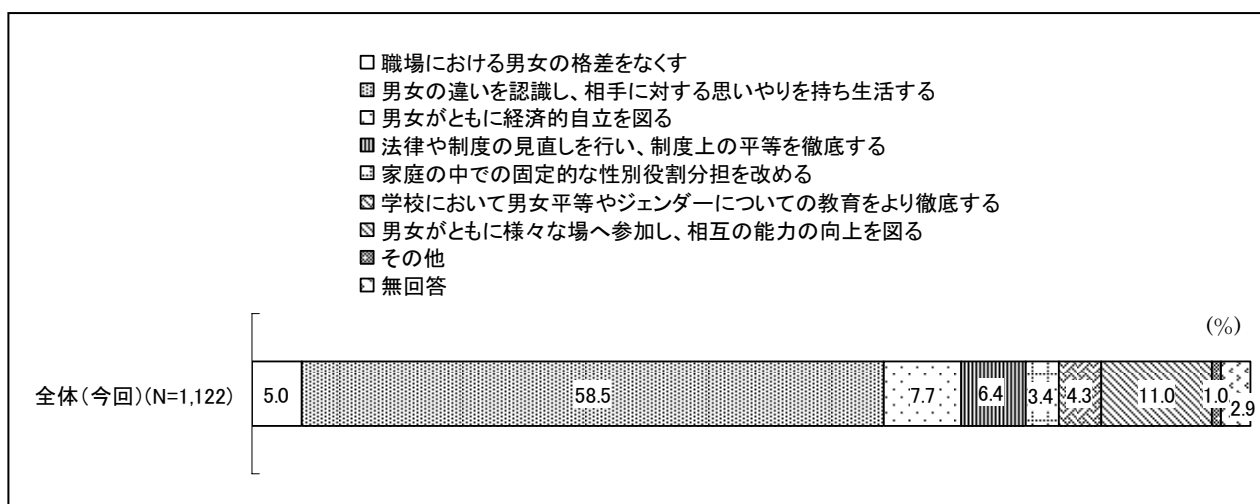 職場における男女の格差をなくす
男女の違いを認識し、相手に対する思いやりを持ち生活する
男女がともに経済的自立を図る
法律や制度の見直しを行い、制度上の平等を徹底する
家庭の中での固定的な性別役割分担を改める
学校において男女平等やジェンダーについての教育をより徹底する
男女がともに様々な場へ参加し、相互の能力の向上を図る
その他
無回答
(%)
全体(今回)(N=1,122) 5.0 58.5 7.7 6.4 3.4 4.3 11.0 1.0 2.9